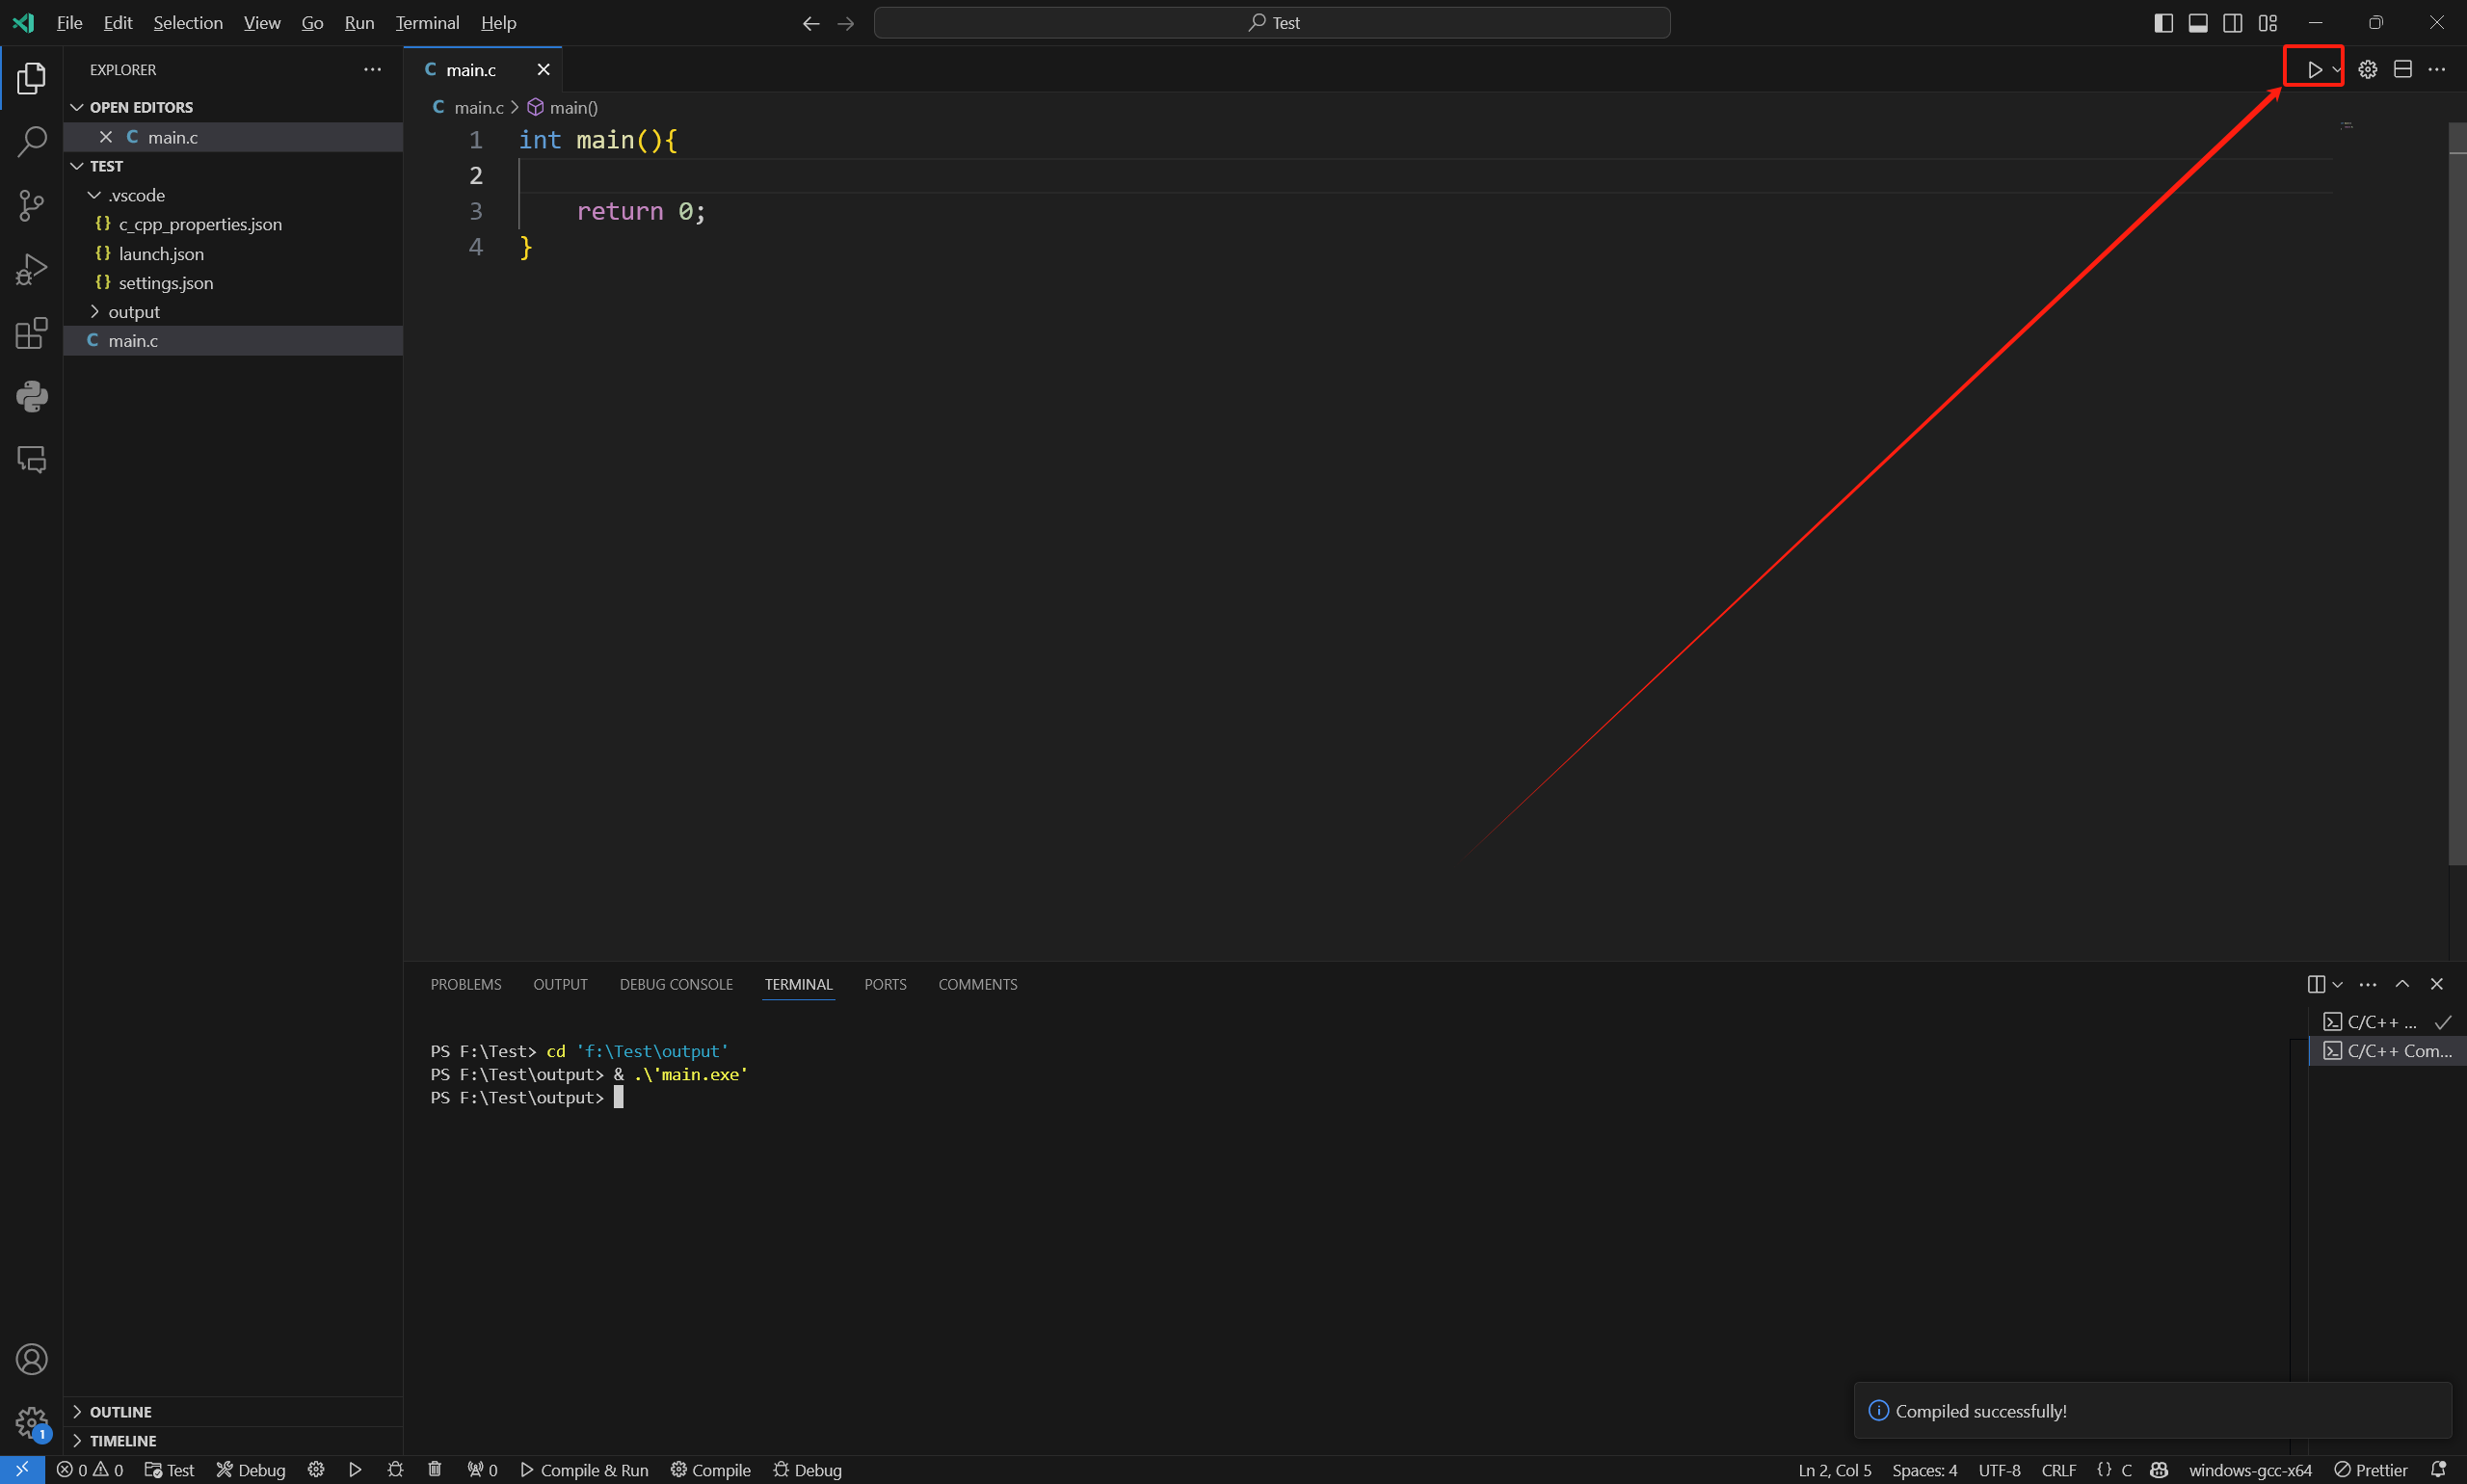 File Edit Selection View Go Run Terminal Help
Test
EXPLORER
OPEN EDITORS
main.c
TEST
.vscode
c_cpp_properties.json
launch.json
settings.json
output
main.c
OUTLINE
TIMELINE
main.c
main.c > main()
1 int main(){
2
3 return 0;
4 }
PROBLEMS OUTPUT DEBUG CONSOLE TERMINAL PORTS COMMENTS
PS F:\Test> cd 'f:\Test\output'
PS F:\Test\output> & .\'main.exe'
PS F:\Test\output>
C/C++ ...
C/C++ Com...
Compiled successfully!
1
0 0 Test Debug 0 Compile & Run Compile Debug Ln 2, Col 5 Spaces: 4 UTF-8 CRLF {} C windows-gcc-x64 Prettier